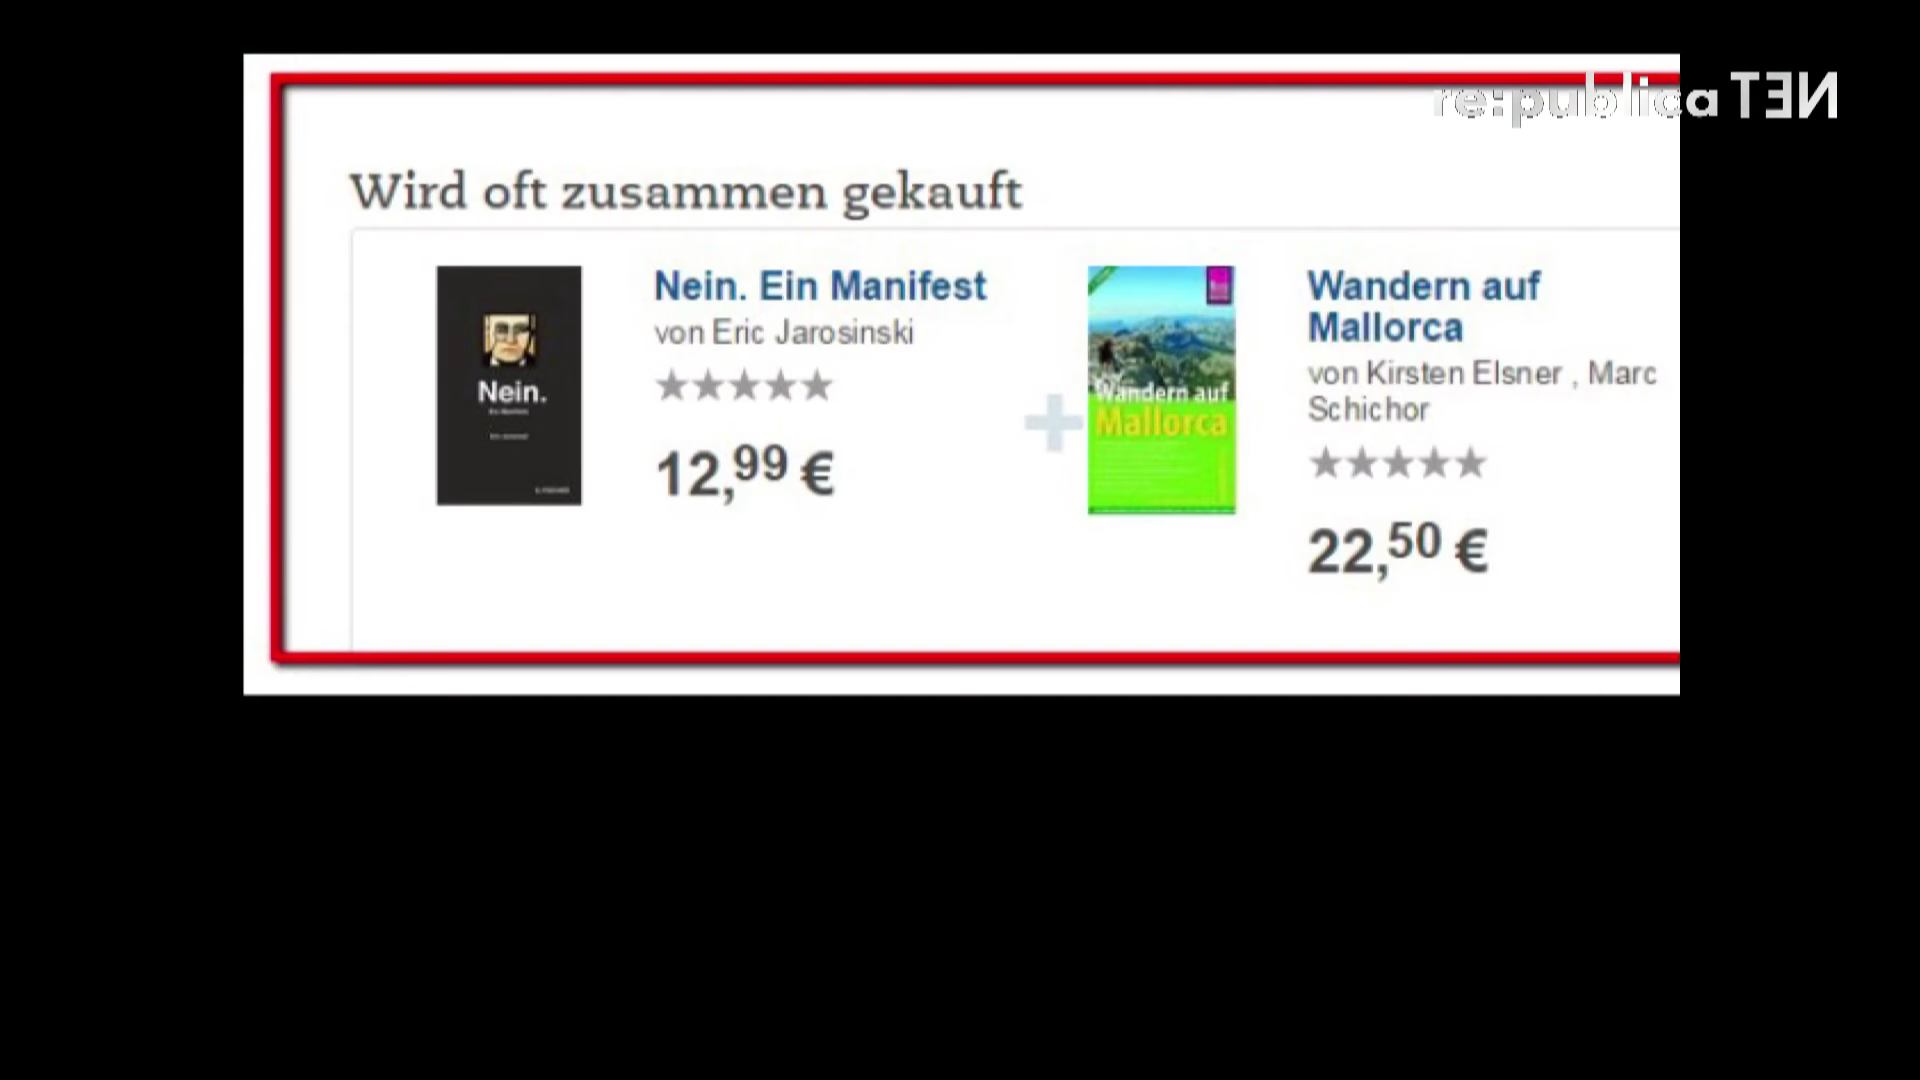 re:publica TEN
Wird oft zusammen gekauft
Nein. Ein Manifest
von Eric Jarosinski
12,99 €
Nein.
Wandern auf
Mallorca
von Kirsten Elsner , Marc
Schichor
22,50 €
Wandern auf
Mallorca